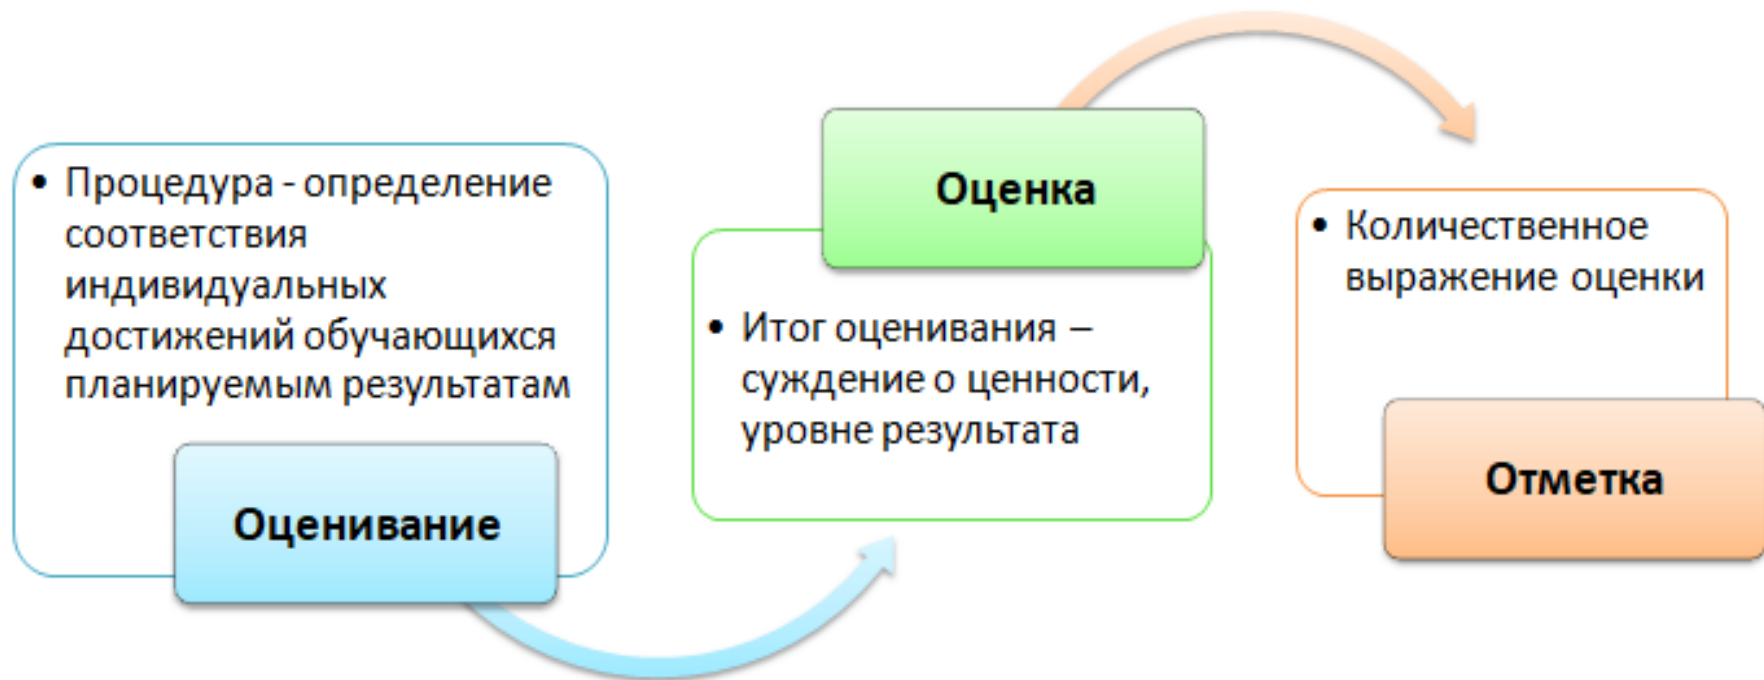 • Процедура - определение
соответствия
индивидуальных
достижений обучающихся
планируемым результатам
Оценивание
Оценка
• Итог оценивания –
суждение о ценности,
уровне результата
• Количественное
выражение оценки
Отметка